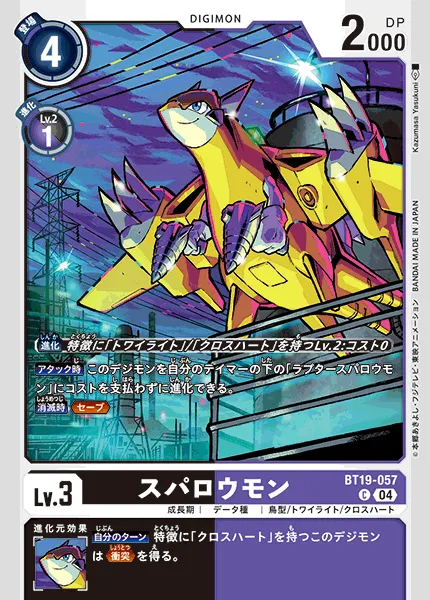 DIGIMON
登場
4
DP
2000
進化
Lv.2
1
Kazumasa Yasukuni
BANDAI MADE IN JAPAN
©本郷あきよし・フジテレビ・東映アニメーション
進化 特徴に「トワイライト」/「クロスハート」を持つLv.2:コスト0
アタック時 このデジモンを自分のテイマーの下の「ラプタースパロウモ
ン」にコストを支払わずに進化できる。
消滅時 セーブ
Lv.3
スパロウモン
BT19-057
C 04
成長期 | データ種 | 鳥型/トワイライト/クロスハート
進化元効果
自分のターン 特徴に「クロスハート」を持つこのデジモン
は 衝突 を得る。